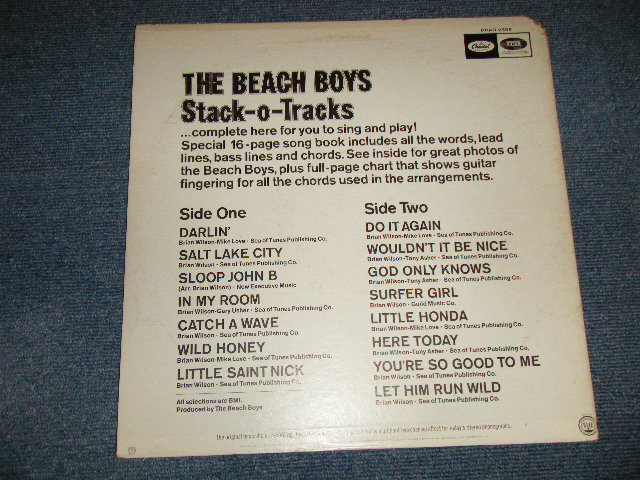 DKAO 2893
Capitol
THE BEACH BOYS
Stack-o-Tracks
...complete here for you to sing and play!
Special 16-page song book includes all the words, lead
lines, bass lines and chords. See inside for great photos of
the Beach Boys, plus full-page chart that shows guitar
fingering for all the chords used in the arrangements.
Side One
DARLIN'
Brian Wilson-Mike Love - Sea of Tunes Publishing Co.
SALT LAKE CITY
Brian Wilson - Sea of Tunes Publishing Co.
SLOOP JOHN B
(Arr. Brian Wilson) - New Executive Music
IN MY ROOM
Brian Wilson-Gary Usher - Sea of Tunes Publishing Co.
CATCH A WAVE
Brian Wilson - Sea of Tunes Publishing Co.
WILD HONEY
Brian Wilson-Mike Love - Sea of Tunes Publishing Co.
LITTLE SAINT NICK
Brian Wilson - Sea of Tunes Publishing Co.
All selections are BMI.
Produced by The Beach Boys
Side Two
DO IT AGAIN
Brian Wilson-Mike Love - Sea of Tunes Publishing Co.
WOULDN'T IT BE NICE
Brian Wilson-Tony Asher - Sea of Tunes Publishing Co.
GOD ONLY KNOWS
Brian Wilson-Tony Asher - Sea of Tunes Publishing Co.
SURFER GIRL
Brian Wilson - Guild Music Co.
LITTLE HONDA
Brian Wilson-Mike Love - Sea of Tunes Publishing Co.
HERE TODAY
Brian Wilson-Tony Asher - Sea of Tunes Publishing Co.
YOU'RE SO GOOD TO ME
Brian Wilson - Sea of Tunes Publishing Co.
LET HIM RUN WILD
Brian Wilson - Sea of Tunes Publishing Co.
two channel effect for today's stereo phonographs.